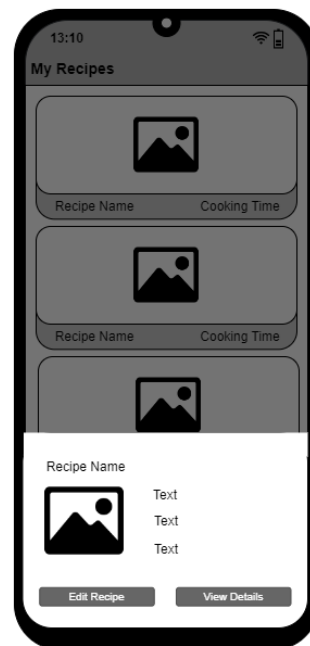 13:10
My Recipes
Recipe Name Cooking Time
Recipe Name Cooking Time
Recipe Name
Text
Text
Text
Edit Recipe View Details